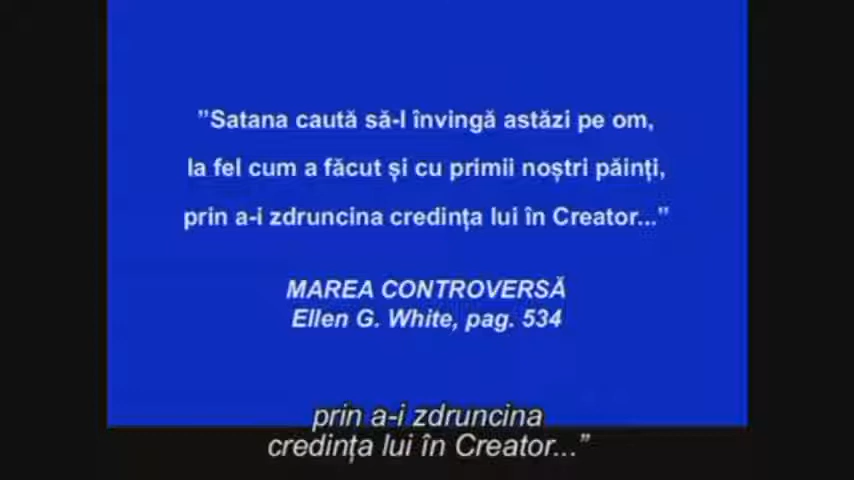 ”Satana caută să-l învingă astăzi pe om,
la fel cum a făcut și cu primii noștri păinți,
prin a-i zdruncina credința lui în Creator...”
MAREA CONTROVERSĂ
Ellen G. White, pag. 534
prin a-i zdruncina
credința lui în Creator...”